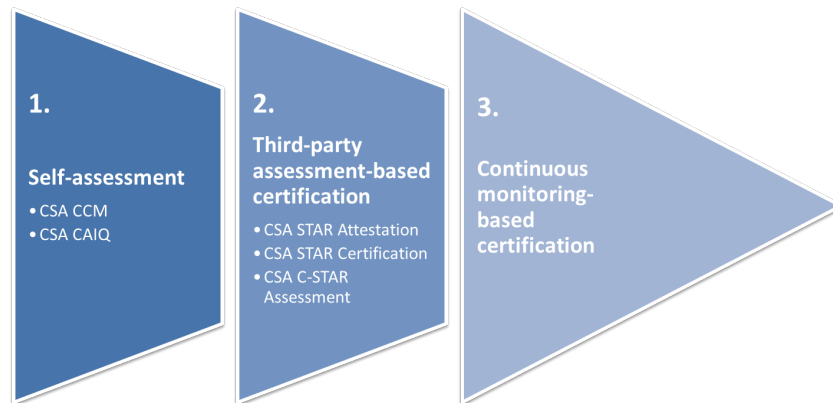 1.
Self-assessment
• CSA CCM
• CSA CAIQ
2.
Third-party
assessment-based
certification
• CSA STAR Attestation
• CSA STAR Certification
• CSA C-STAR
Assessment
3.
Continuous
monitoring-
based
certification